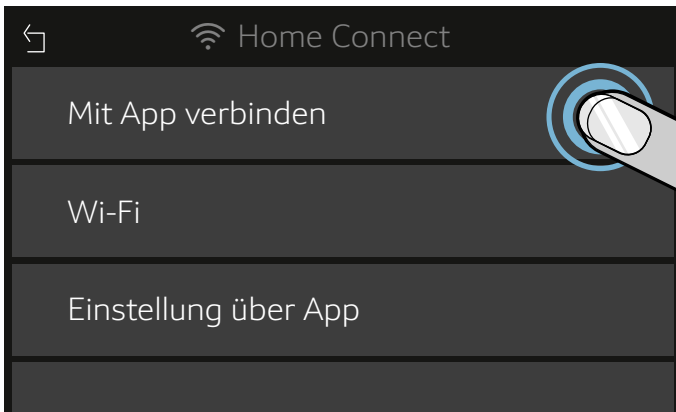 Home Connect
Mit App verbinden
Wi-Fi
Einstellung über App